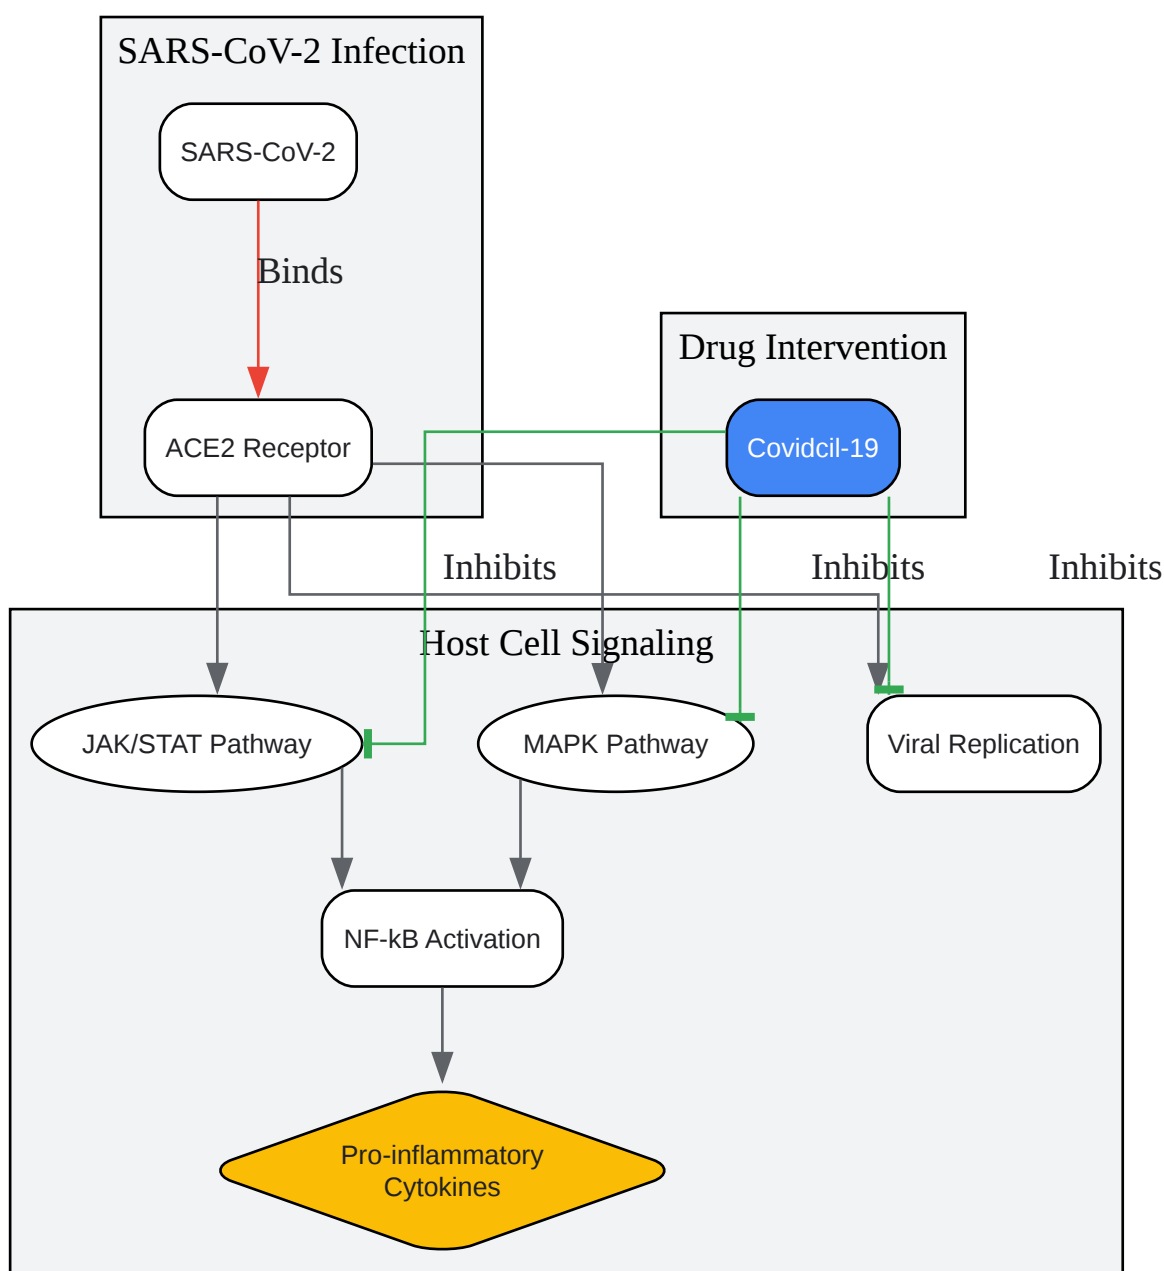 SARS-CoV-2 Infection
SARS-CoV-2
Binds
Drug Intervention
ACE2 Receptor
Covidcil-19
Inhibits
Inhibits
Inhibits
Host Cell Signaling
JAK/STAT Pathway
MAPK Pathway
Viral Replication
NF-kB Activation
Pro-inflammatory
Cytokines